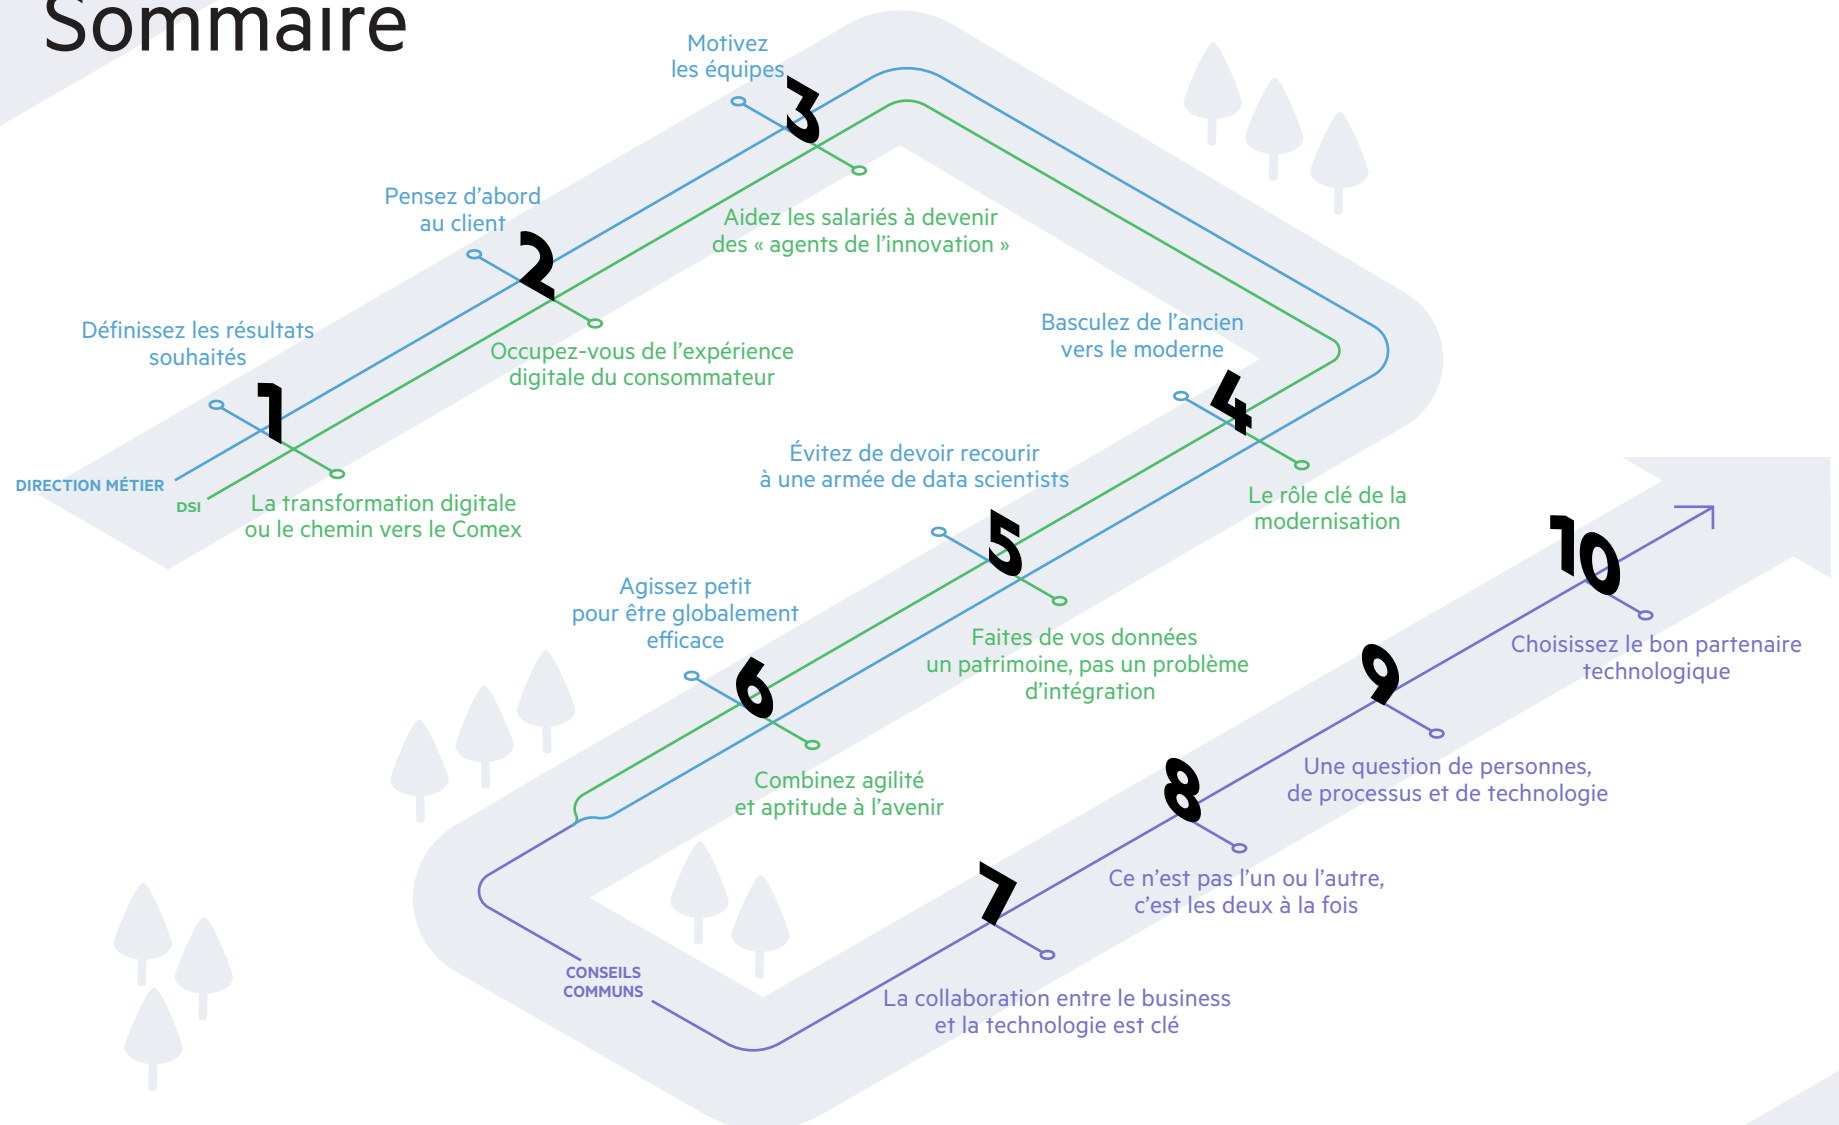 Sommaire
DIRECTION MÉTIER
DSI
1
Définissez les résultats
souhaités
La transformation digitale
ou le chemin vers le Comex
2
Pensez d’abord
au client
Occupez-vous de l’expérience
digitale du consommateur
3
Motivez
les équipes
Aidez les salariés à devenir
des « agents de l’innovation »
4
Basculez de l’ancien
vers le moderne
Le rôle clé de la
modernisation
5
Évitez de devoir recourir
à une armée de data scientists
Faites de vos données
un patrimoine, pas un problème
d’intégration
6
Agissez petit
pour être globalement
efficace
Combinez agilité
et aptitude à l’avenir
CONSEILS
COMMUNS
7
La collaboration entre le business
et la technologie est clé
8
Ce n’est pas l’un ou l’autre,
c’est les deux à la fois
9
Une question de personnes,
de processus et de technologie
10
Choisissez le bon partenaire
technologique